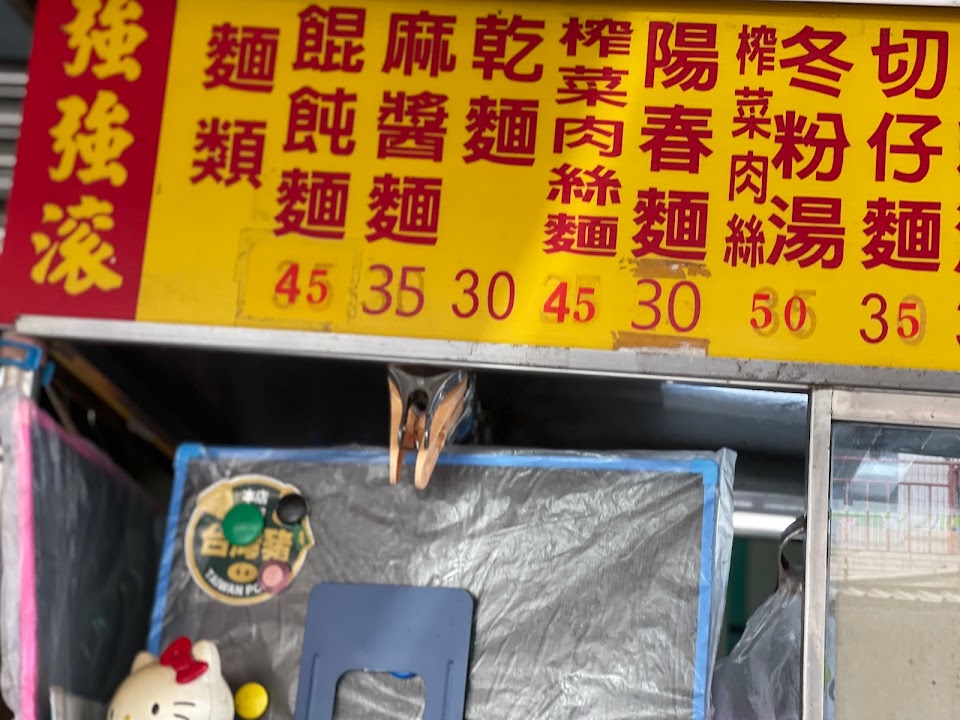 強強滾
麵類
餛飩麵 45
麻醬麵 35
乾麵 30
榨菜肉絲麵 45
陽春麵 30
榨菜肉絲冬粉湯 50
切仔麵 35
本店
台灣豬
TAIWAN